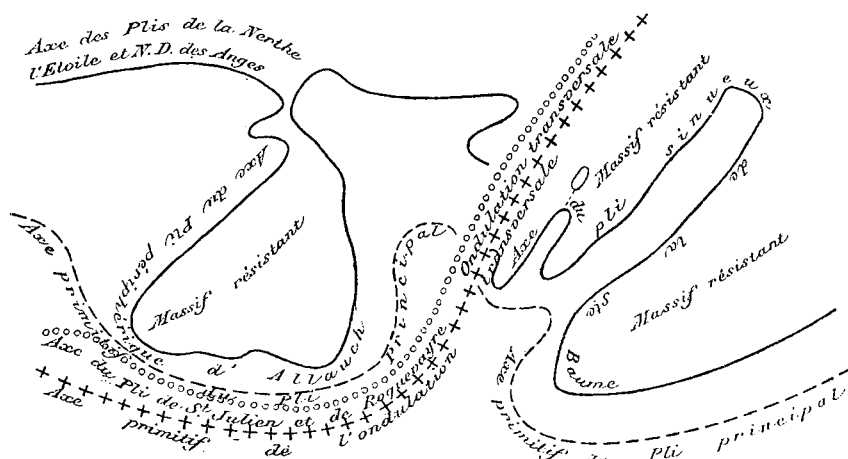 Axe des Plis de la Nerthe
l'Etoile et N.D. des Anges
Axe du Pli périphérique d'Allauch
Massif résistant
Axe primitif du Pli Principal
Axe du Pli de St Julien et de Roquepayre
Ondulation transversale
Axe primitif de l'ondulation transversale
Axe du pli sinueux de la Ste Baume
Massif résistant
Massif résistant
Axe primitif du Pli principal